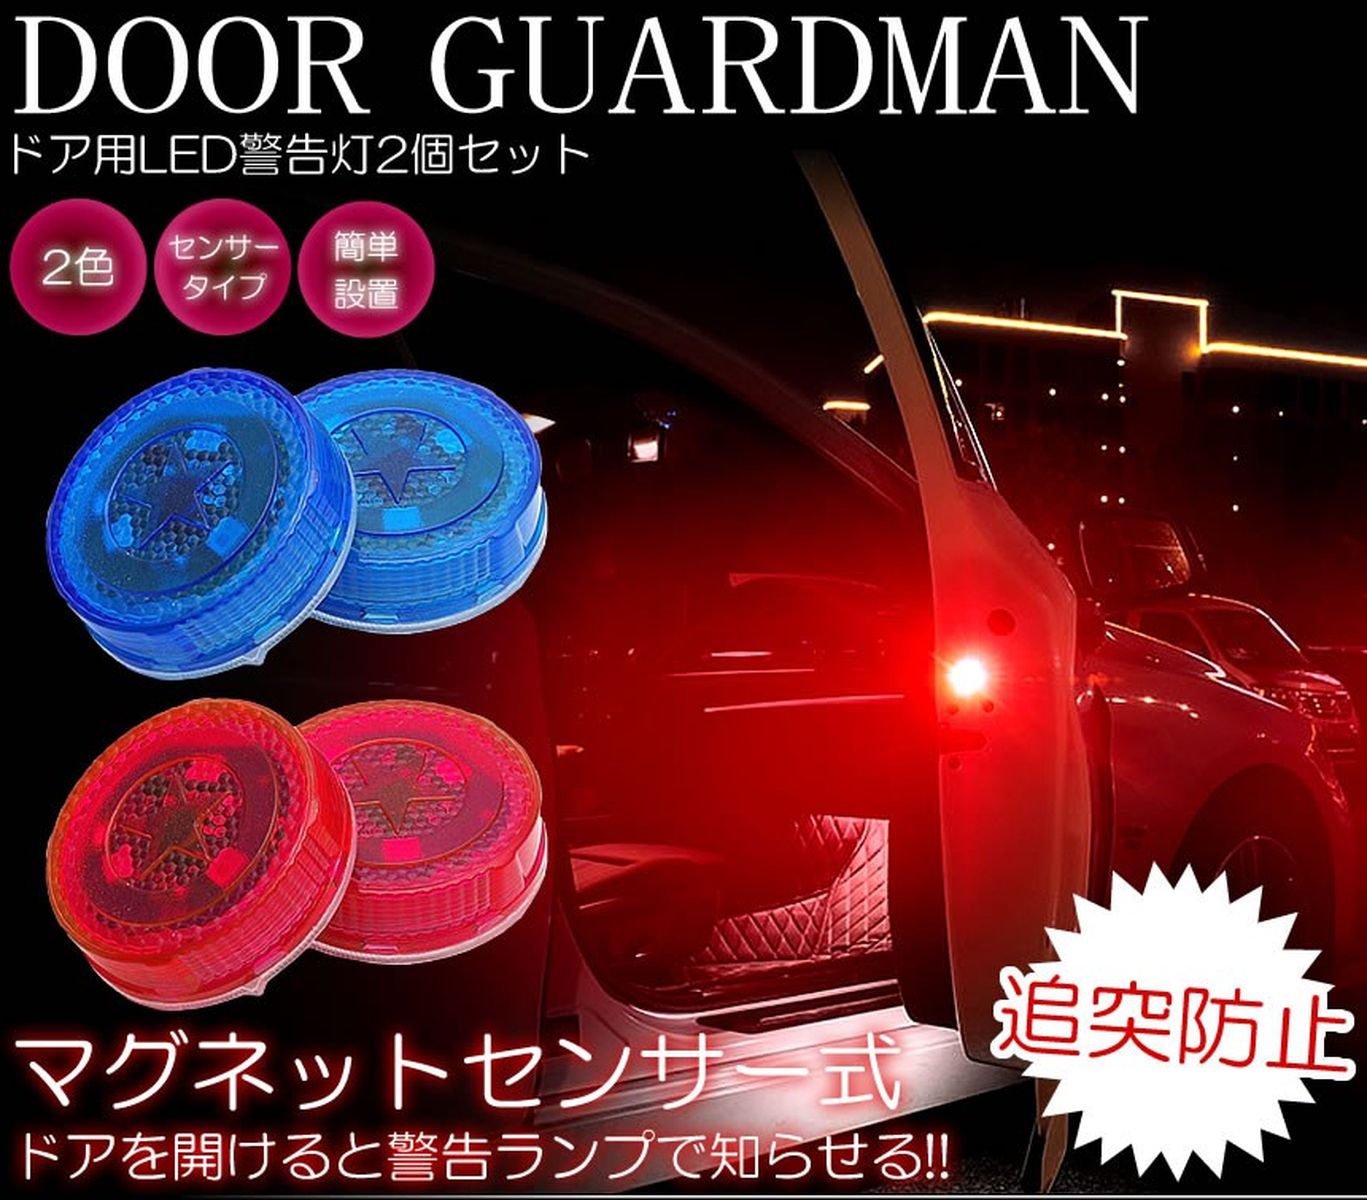 DOOR GUARDMAN
ドア用LED警告灯2個セット
2色
センサー
タイプ
簡単
設置
追突防止
マグネットセンサー式
ドアを開けると警告ランプで知らせる!!